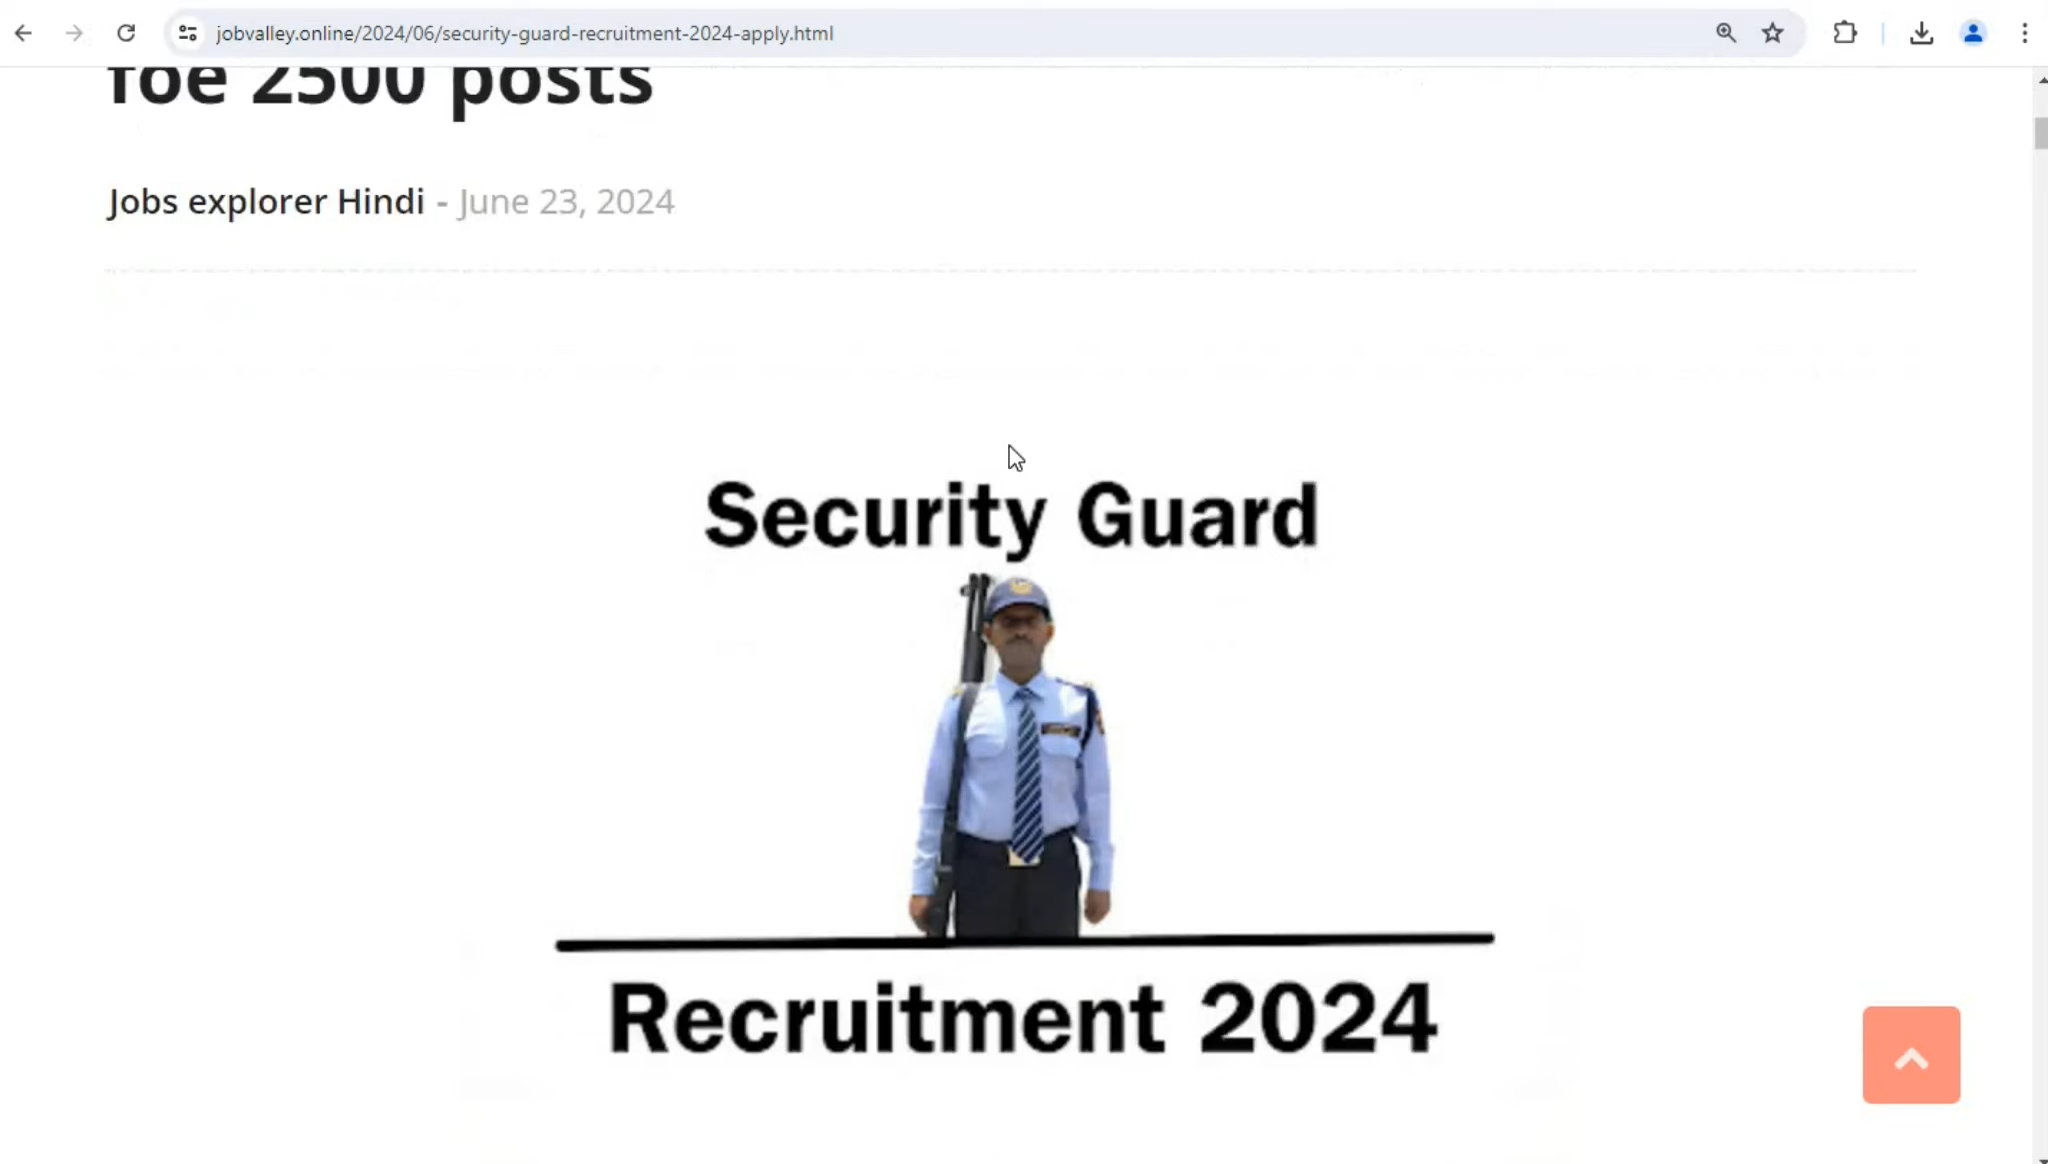 jobvalley.online/2024/06/security-guard-recruitment-2024-apply.html
foe 2500 posts
Jobs explorer Hindi - June 23, 2024
Security Guard
Recruitment 2024